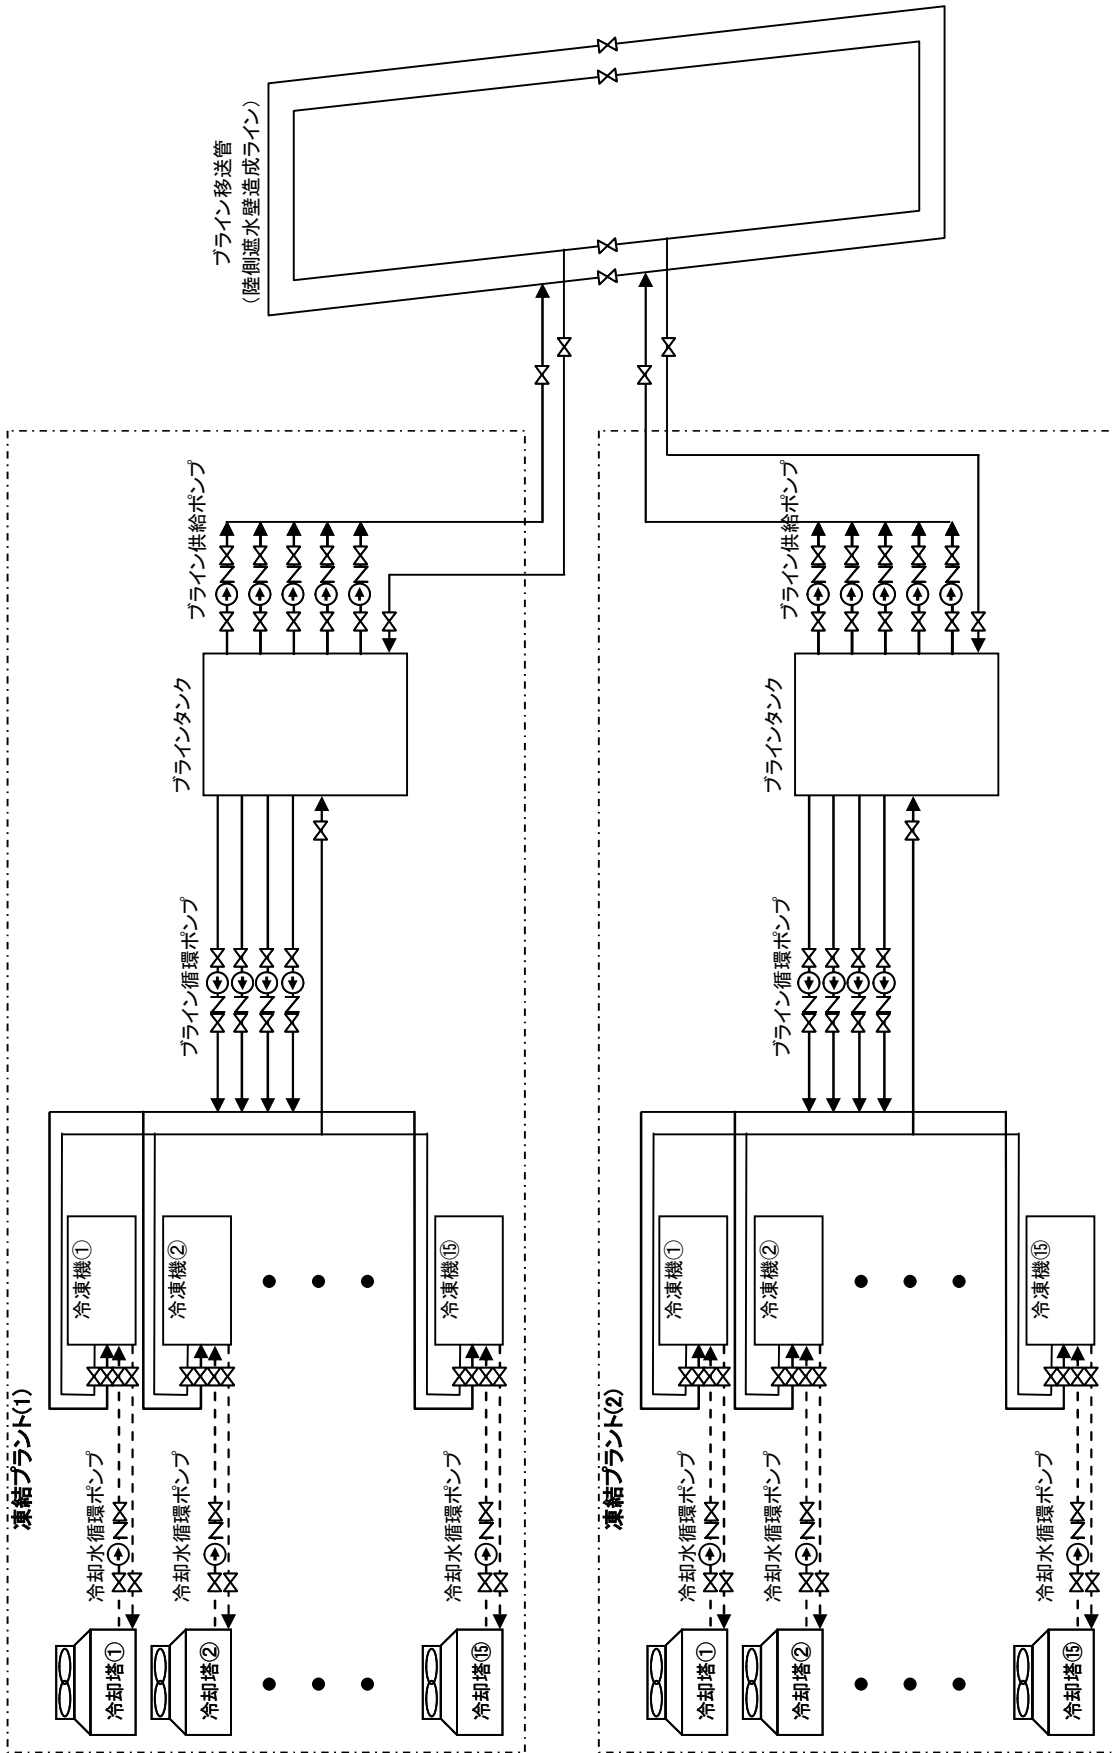 ブライン移送管
（陸側遮水壁造成ライン）
凍結プラント(1)
ブライン供給ポンプ
ブラインタンク
ブライン循環ポンプ
冷凍機①
冷凍機②
冷凍機⑮
冷却水循環ポンプ
冷却水循環ポンプ
冷却水循環ポンプ
冷却塔①
冷却塔②
冷却塔⑮
凍結プラント(2)
ブライン供給ポンプ
ブラインタンク
ブライン循環ポンプ
冷凍機①
冷凍機②
冷凍機⑮
冷却水循環ポンプ
冷却水循環ポンプ
冷却水循環ポンプ
冷却塔①
冷却塔②
冷却塔⑮